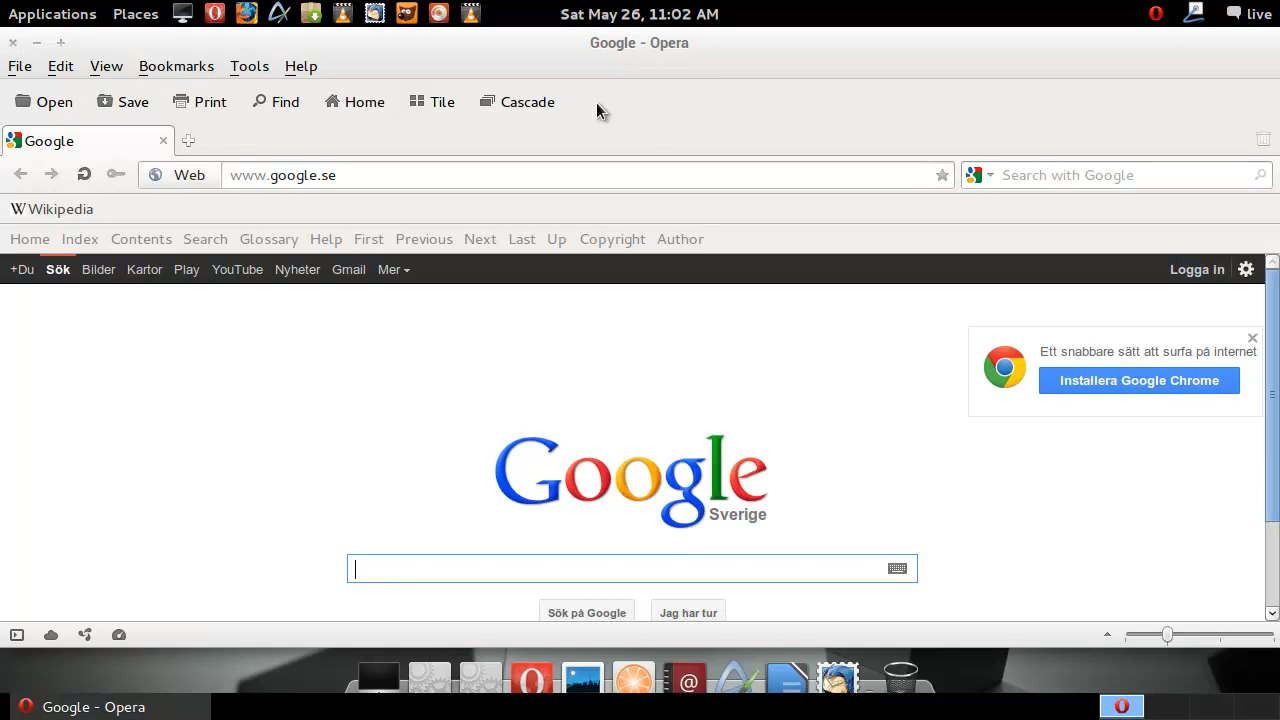 Applications Places Sat May 26, 11:02 AM live
Google - Opera
File Edit View Bookmarks Tools Help
Open Save Print Find Home Tile Cascade
Google
Web www.google.se Search with Google
Wikipedia
Home Index Contents Search Glossary Help First Previous Next Last Up Copyright Author
+Du Sök Bilder Kartor Play YouTube Nyheter Gmail Mer Logga in
Ett snabbare sätt att surfa på internet
Installera Google Chrome
Google
Sverige
Sök på Google Jag har tur
Google - Opera